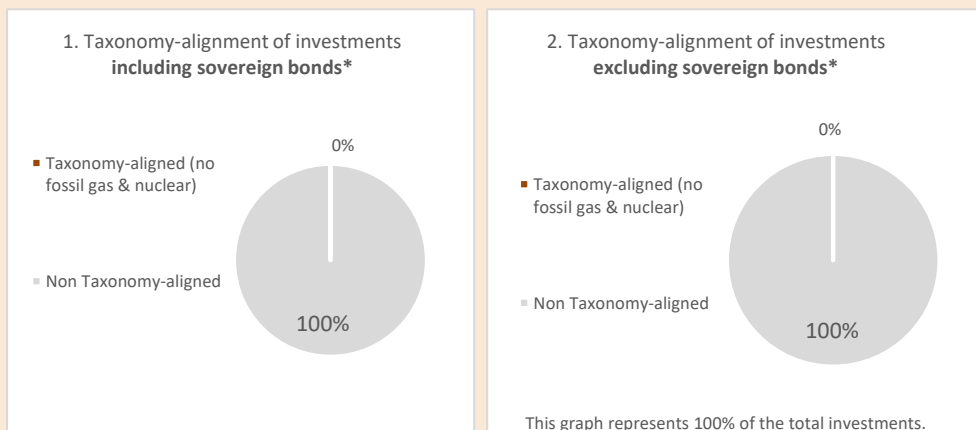 1. Taxonomy-alignment of investments
including sovereign bonds*
0%
Taxonomy-aligned (no
fossil gas & nuclear)
Non Taxonomy-aligned
100%
2. Taxonomy-alignment of investments
excluding sovereign bonds*
0%
Taxonomy-aligned (no
fossil gas & nuclear)
Non Taxonomy-aligned
100%
This graph represents 100% of the total investments.